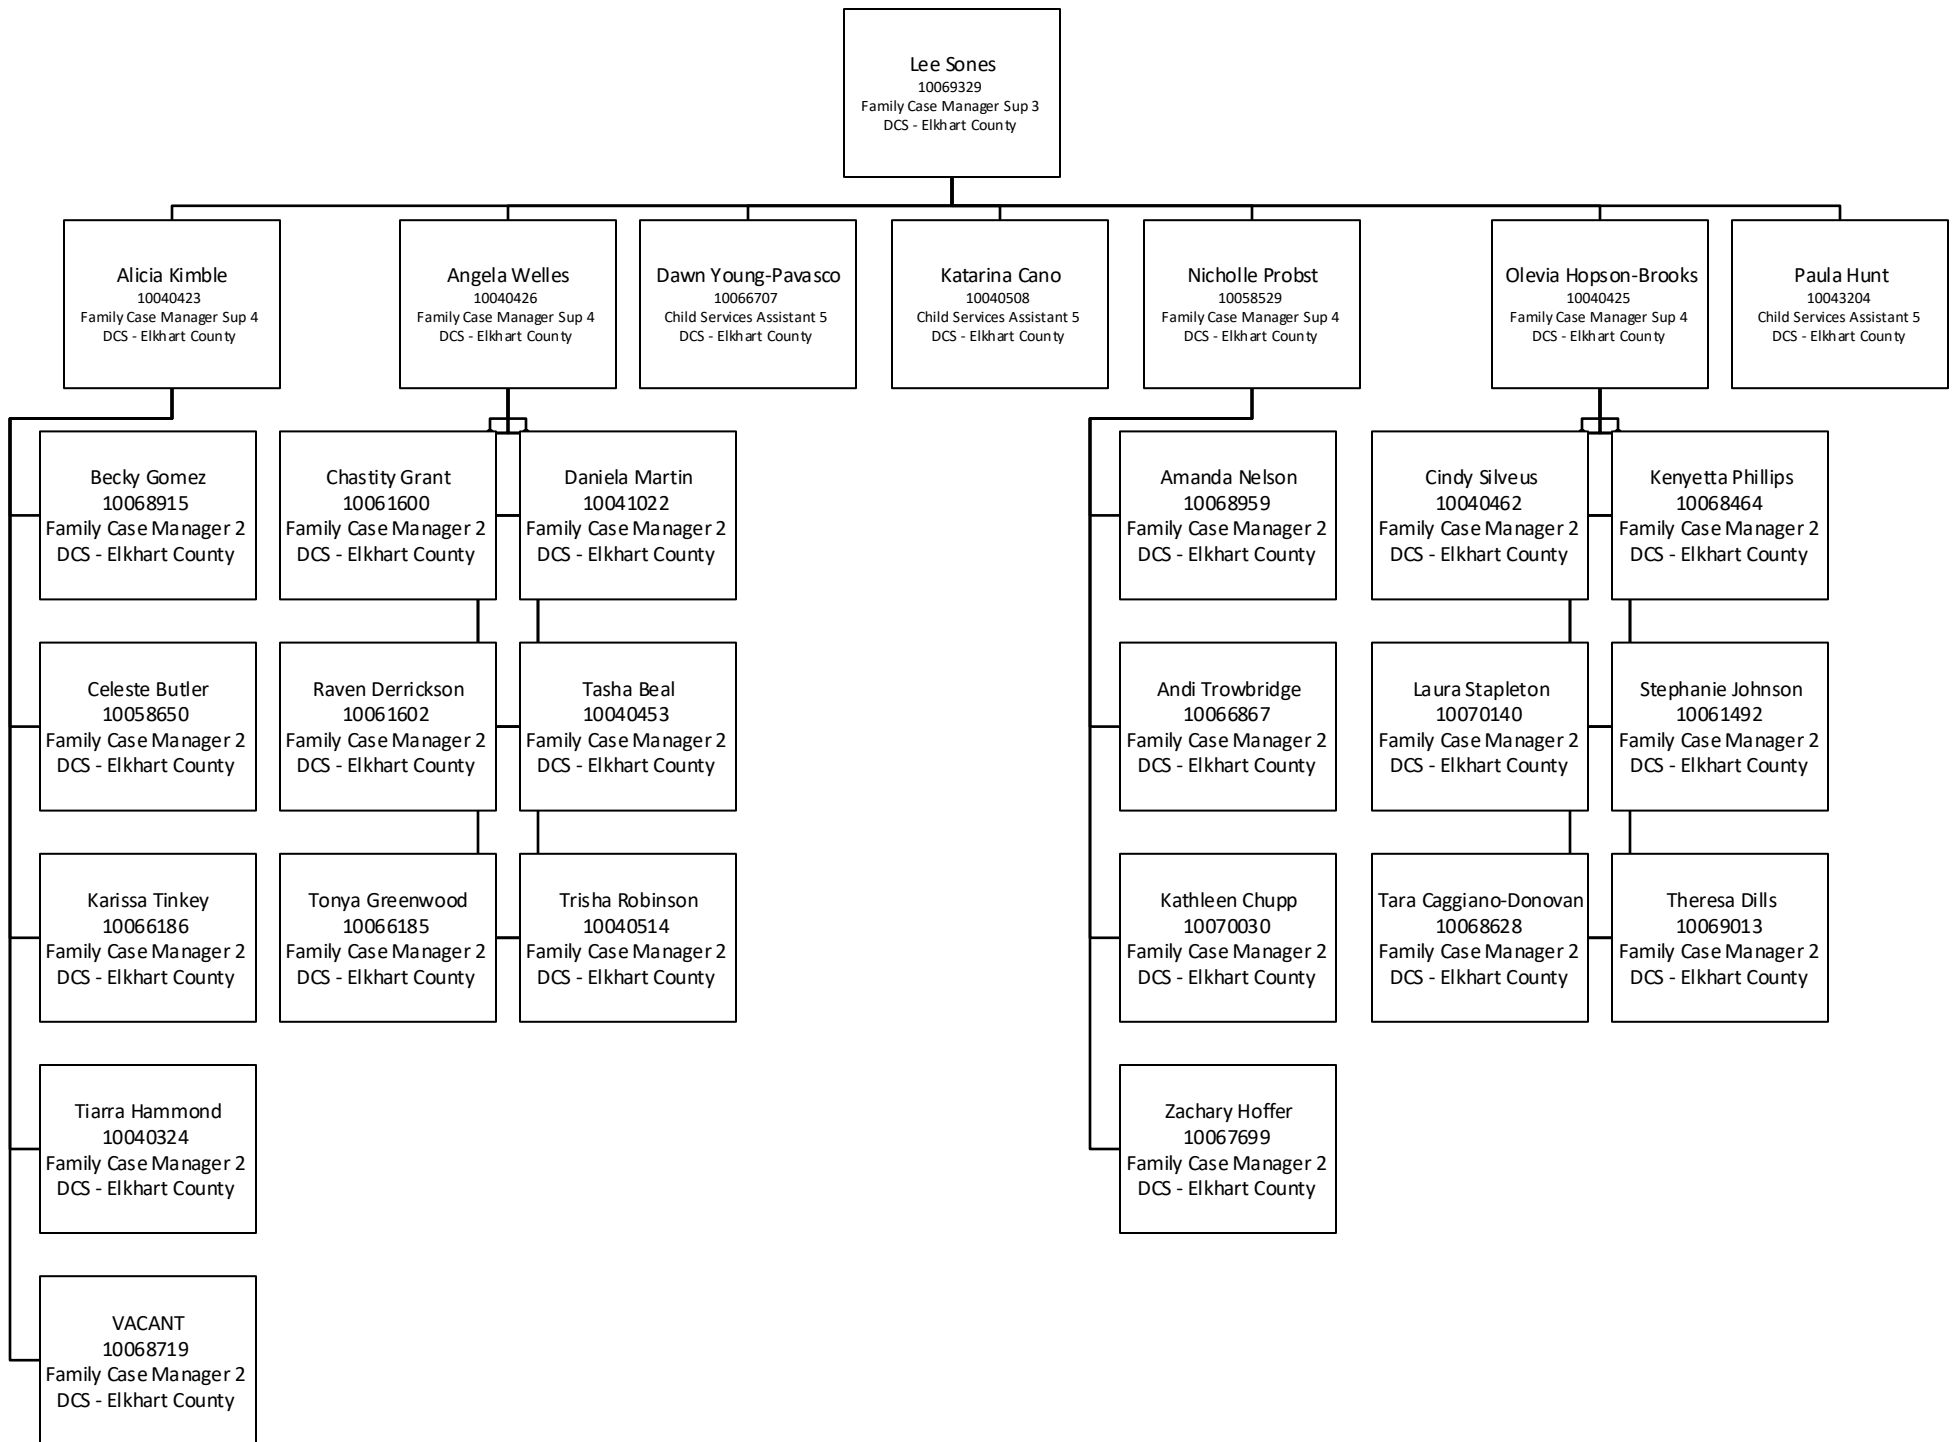 Lee Sones
10069329
Family Case Manager Sup 3
DCS - Elkhart County
Alicia Kimble
10040423
Family Case Manager Sup 4
DCS - Elkhart County
Angela Welles
10040426
Family Case Manager Sup 4
DCS - Elkhart County
Dawn Young-Pavasco
10066707
Child Services Assistant 5
DCS - Elkhart County
Katarina Cano
10040508
Child Services Assistant 5
DCS - Elkhart County
Nicholle Probst
10058529
Family Case Manager Sup 4
DCS - Elkhart County
Olevia Hopson-Brooks
10040425
Family Case Manager Sup 4
DCS - Elkhart County
Paula Hunt
10043204
Child Services Assistant 5
DCS - Elkhart County
Becky Gomez
10068915
Family Case Manager 2
DCS - Elkhart County
Chastity Grant
10061600
Family Case Manager 2
DCS - Elkhart County
Daniela Martin
10041022
Family Case Manager 2
DCS - Elkhart County
Amanda Nelson
10068959
Family Case Manager 2
DCS - Elkhart County
Cindy Silveus
10040462
Family Case Manager 2
DCS - Elkhart County
Kenyetta Phillips
10068464
Family Case Manager 2
DCS - Elkhart County
Celeste Butler
10058650
Family Case Manager 2
DCS - Elkhart County
Raven Derrickson
10061602
Family Case Manager 2
DCS - Elkhart County
Tasha Beal
10040453
Family Case Manager 2
DCS - Elkhart County
Andi Trowbridge
10066867
Family Case Manager 2
DCS - Elkhart County
Laura Stapleton
10070140
Family Case Manager 2
DCS - Elkhart County
Stephanie Johnson
10061492
Family Case Manager 2
DCS - Elkhart County
Karissa Tinkey
10066186
Family Case Manager 2
DCS - Elkhart County
Tonya Greenwood
10066185
Family Case Manager 2
DCS - Elkhart County
Trisha Robinson
10040514
Family Case Manager 2
DCS - Elkhart County
Kathleen Chupp
10070030
Family Case Manager 2
DCS - Elkhart County
Tara Caggiano-Donovan
10068628
Family Case Manager 2
DCS - Elkhart County
Theresa Dills
10069013
Family Case Manager 2
DCS - Elkhart County
Tiarra Hammond
10040324
Family Case Manager 2
DCS - Elkhart County
Zachary Hoffer
10067699
Family Case Manager 2
DCS - Elkhart County
VACANT
10068719
Family Case Manager 2
DCS - Elkhart County